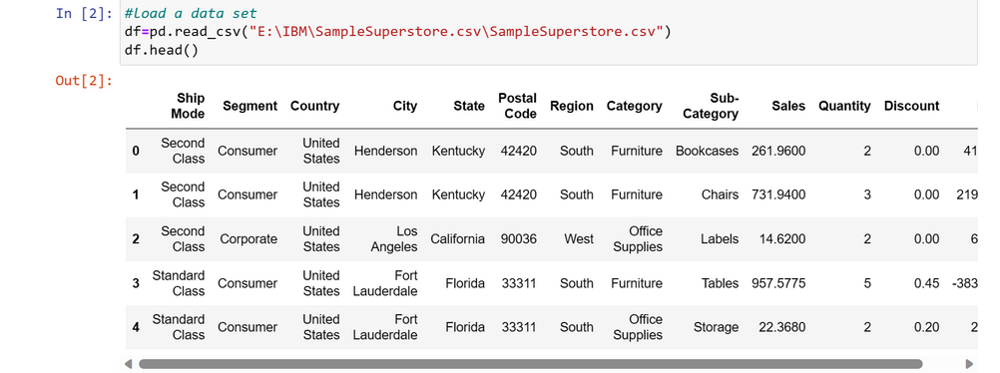 In [2]: #load a data set
df=pd.read_csv("E:\IBM\SampleSuperstore.csv\SampleSuperstore.csv")
df.head()
Out[2]:
Ship Mode Segment Country City State Postal Code Region Category Sub-Category Sales Quantity Discount
0 Second Class Consumer United States Henderson Kentucky 42420 South Furniture Bookcases 261.9600 2 0.00 41
1 Second Class Consumer United States Henderson Kentucky 42420 South Furniture Chairs 731.9400 3 0.00 219
2 Second Class Corporate United States Los Angeles California 90036 West Office Supplies Labels 14.6200 2 0.00 6
3 Standard Class Consumer United States Fort Lauderdale Florida 33311 South Furniture Tables 957.5775 5 0.45 -383
4 Standard Class Consumer United States Fort Lauderdale Florida 33311 South Office Supplies Storage 22.3680 2 0.20 2